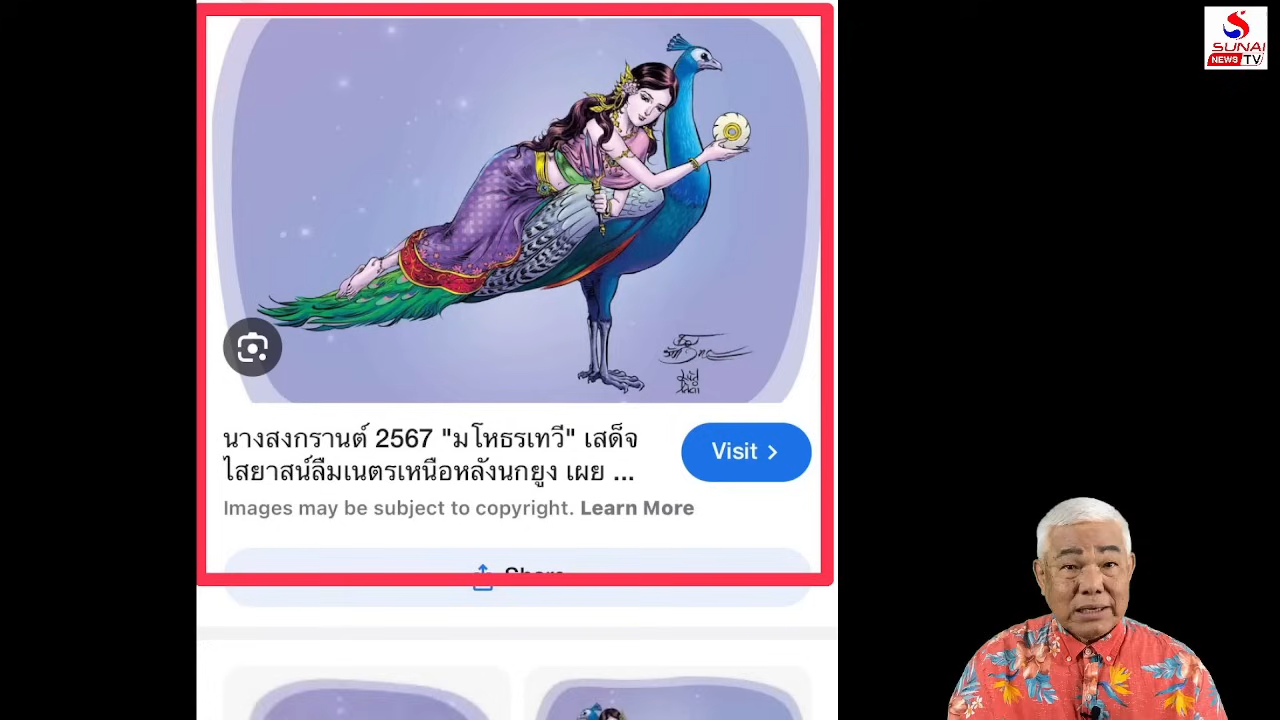 SUNAI
NEWS TV
นางสงกรานต์ 2567 "มโหธรเทวี" เสด็จ
ไสยาสน์ลืมเนตรเหนือหลังนกยูง เผย ...
Visit
Images may be subject to copyright. Learn More
Share